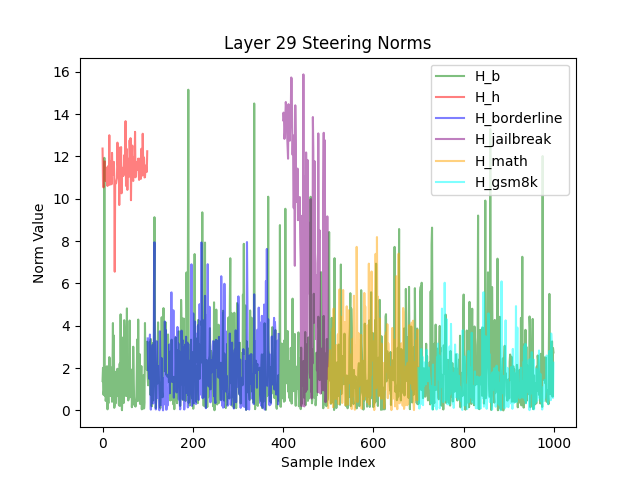 Layer 29 Steering Norms
Norm Value
16
14
12
10
8
6
4
2
0
0
200
400
600
800
1000
Sample Index
H_b
H_h
H_borderline
H_jailbreak
H_math
H_gsm8k